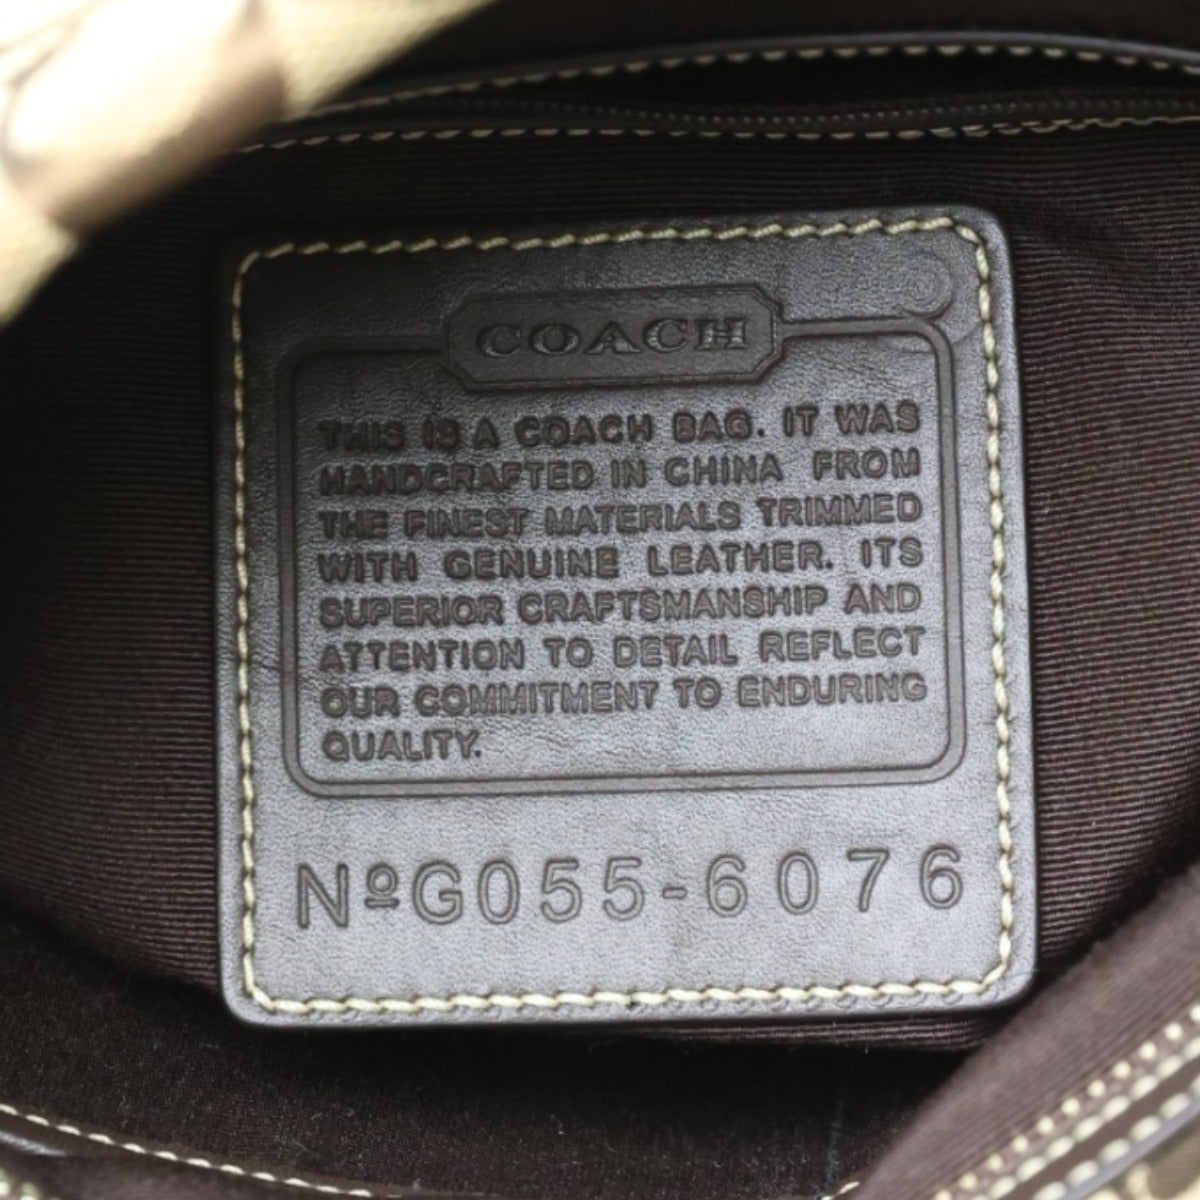 COACH
THIS IS A COACH BAG. IT WAS
HANDCRAFTED IN CHINA FROM
THE FINEST MATERIALS TRIMMED
WITH GENUINE LEATHER. ITS
SUPERIOR CRAFTSMANSHIP AND
ATTENTION TO DETAIL REFLECT
OUR COMMITMENT TO ENDURING
QUALITY.
NºG055-6076